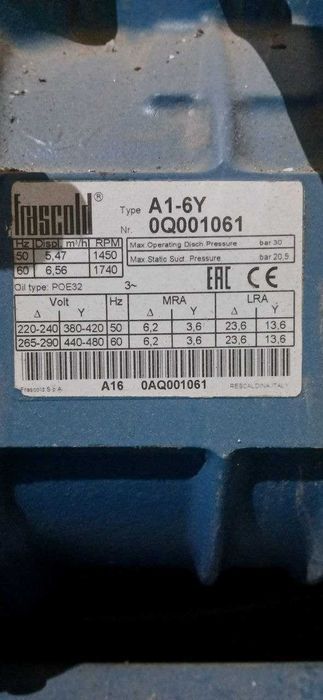 Frascold®
Type A1-6Y
Nr. 0Q001061
Hz Displ. m³/h RPM
50 5,47 1450
60 6,56 1740
Max Operating Disch Pressure bar 30
Max Static Suct. Pressure bar 20,5
Oil type: POE32 3~
EAC CE
Volt Hz MRA LRA
Δ Y Δ Y Δ Y
220-240 380-420 50 6,2 3,6 23,6 13,6
265-290 440-480 60 6,2 3,6 23,6 13,6
Frascold S.p.A. A16 0AQ001061 RESCALDINA ITALY